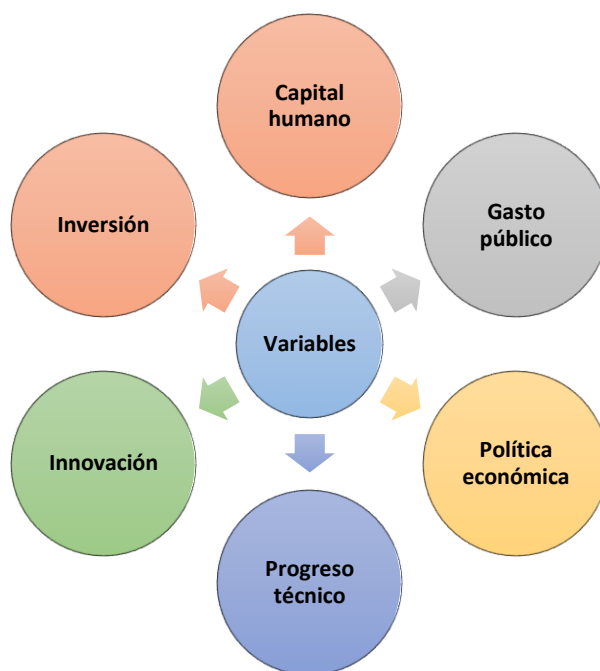 Capital
humano
Inversión
Gasto
público
Variables
Innovación
Política
económica
Progreso
técnico